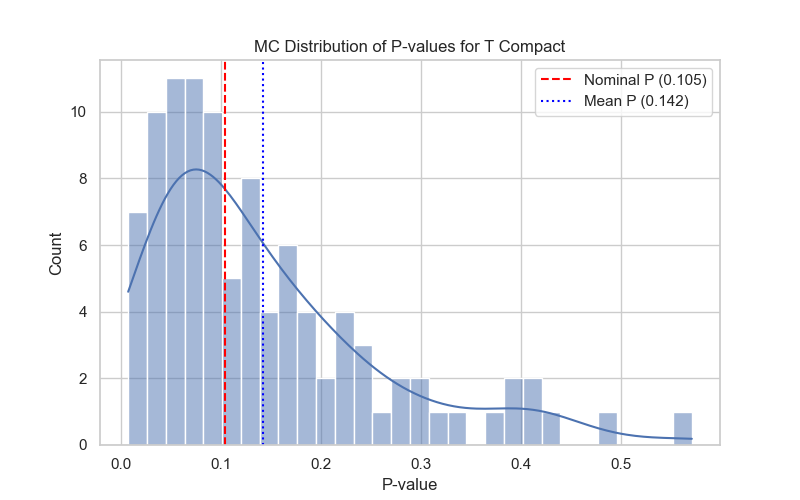 MC Distribution of P-values for T Compact
Nominal P (0.105)
Mean P (0.142)
Count
10
8
6
4
2
0
0.0 0.1 0.2 0.3 0.4 0.5
P-value